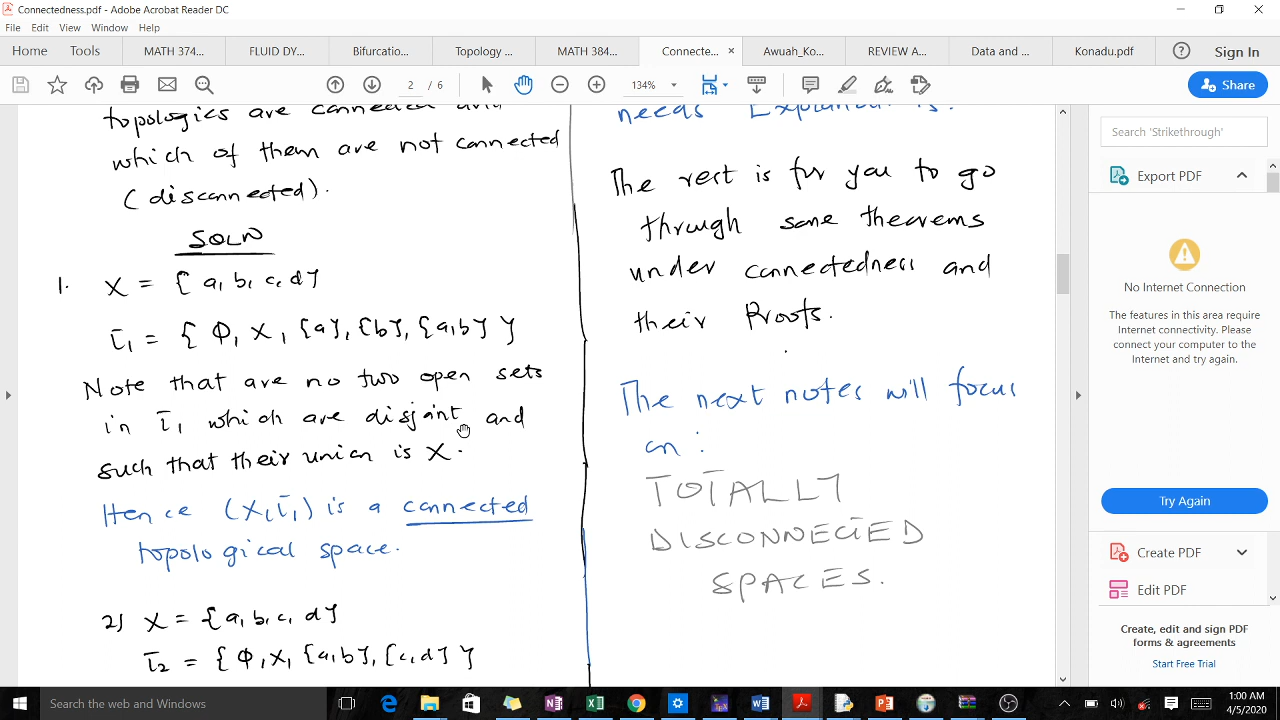 Connectedness.pdf - Adobe Acrobat Reader DC
File Edit View Window Help
Home Tools MATH 374... FLUID DY... Bifurcatio... Topology ... MATH 384... Connecte... × Awuah_Ko... REVIEW A... Data and ... Konadu.pdf Sign In
2 / 6 134% Share
topologies are connected and
which of them are not connected
(disconnected).
SOLN
1. X = {a, b, c, d}
τ₁ = { Φ, X, {a}, {b}, {a,b} }
Note that are no two open sets
in τ₁ which are disjoint and
such that their union is X.
Hence (X, τ₁) is a connected
topological space.
2) X = {a, b, c, d}
τ₂ = { Φ, X, {a,b}, {c,d} }
needs Explanation is.
The rest is for you to go
through some theorems
under connectedness and
their Proofs.
The next notes will focus
on :
TOTALLY
DISCONNECTED
SPACES.
Search 'Strikethrough'
Export PDF
No Internet Connection
The features in this area require
Internet connectivity. Please
connect your computer to the
Internet and try again.
Try Again
Create PDF
Edit PDF
Create, edit and sign PDF
forms & agreements
Start Free Trial
Search the web and Windows
1:00 AM
4/5/2020